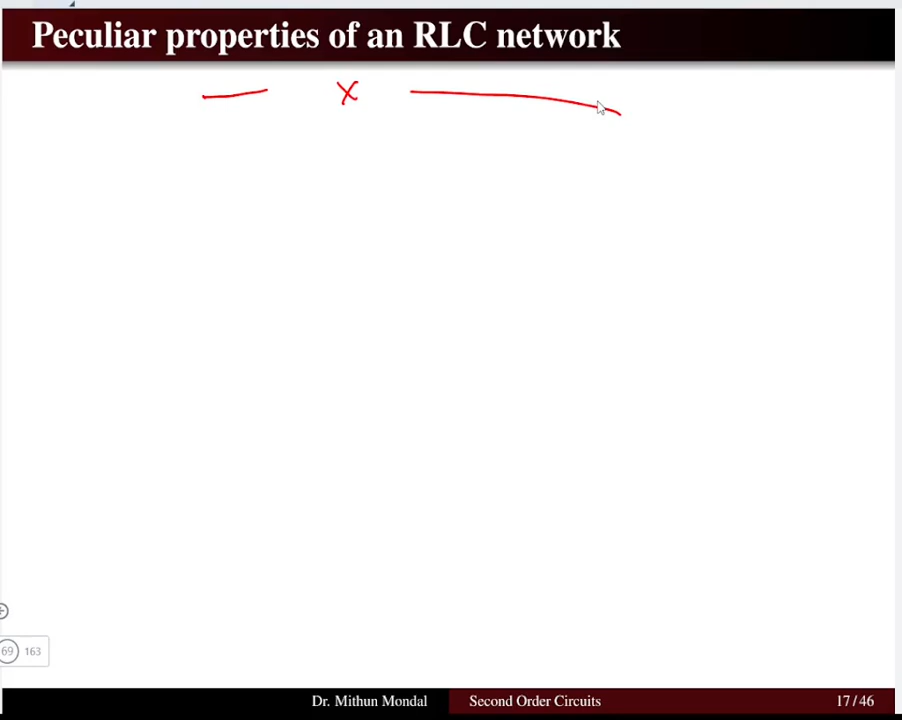 Peculiar properties of an RLC network
x
69 163
Dr. Mithun Mondal Second Order Circuits 17/46